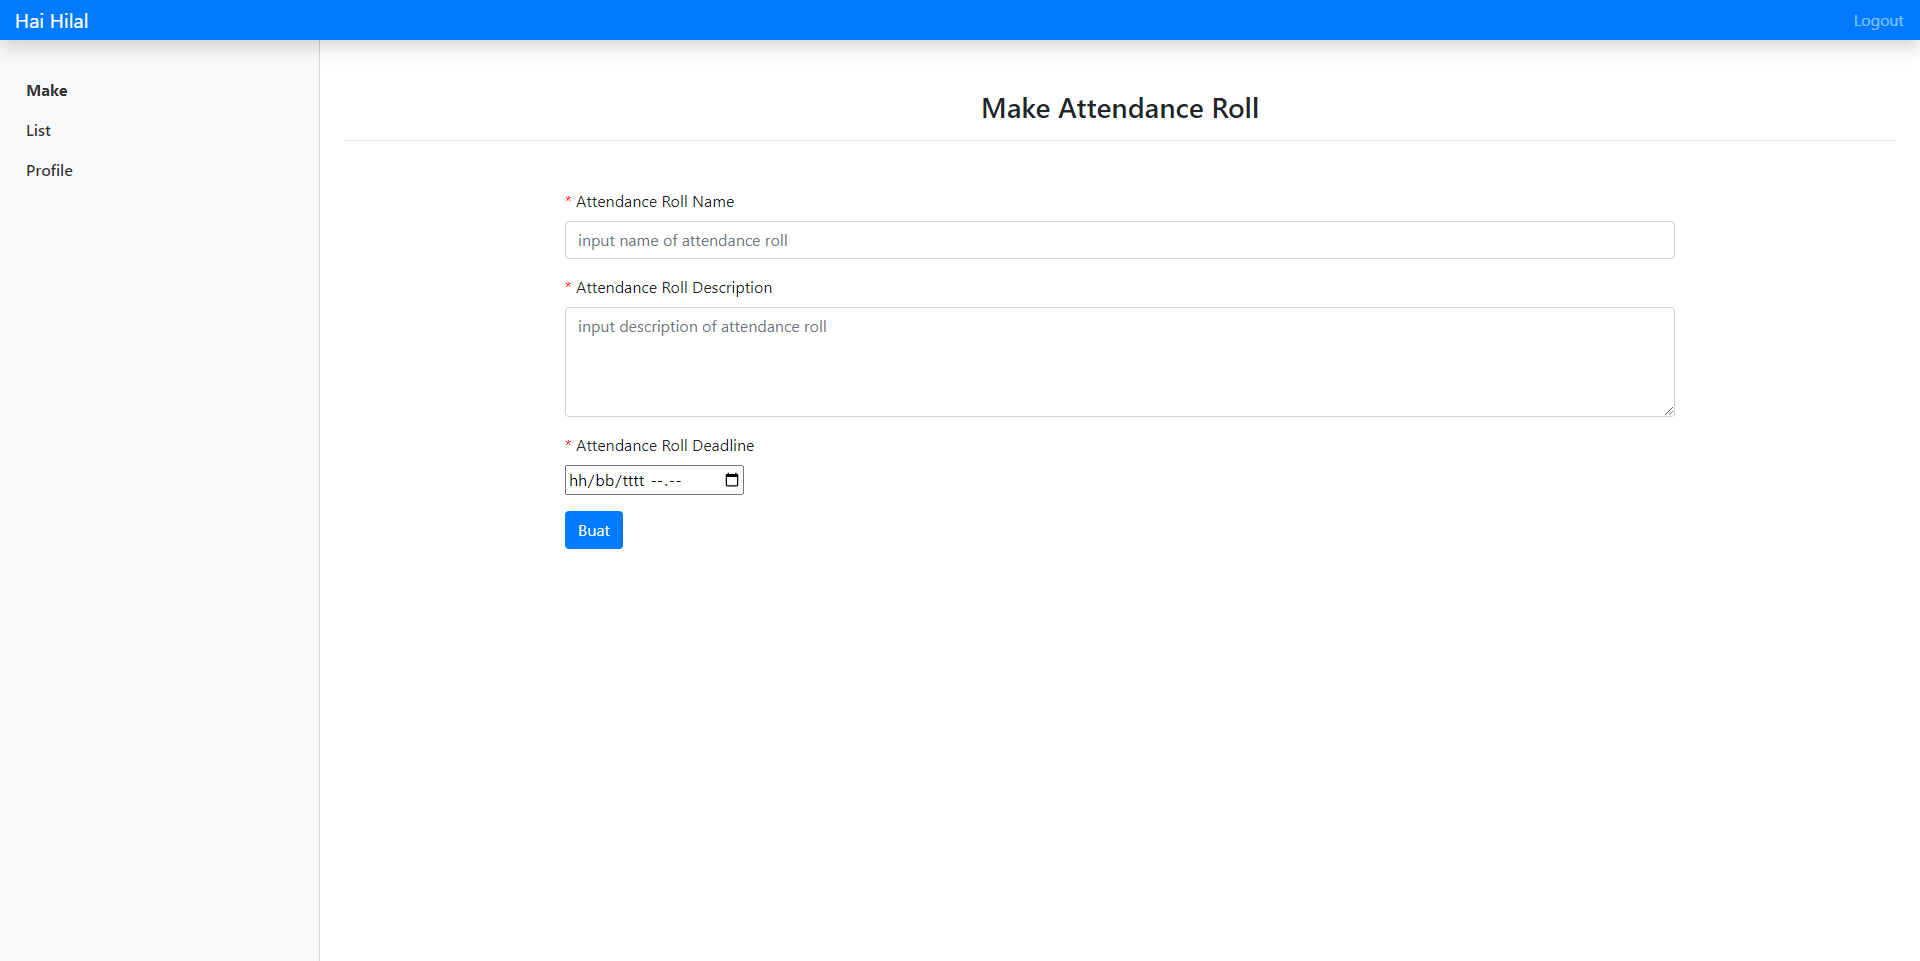 Hai Hilal
Logout
Make
List
Profile
Make Attendance Roll
* Attendance Roll Name
input name of attendance roll
* Attendance Roll Description
input description of attendance roll
* Attendance Roll Deadline
hh/bb/tttt --.--
Buat